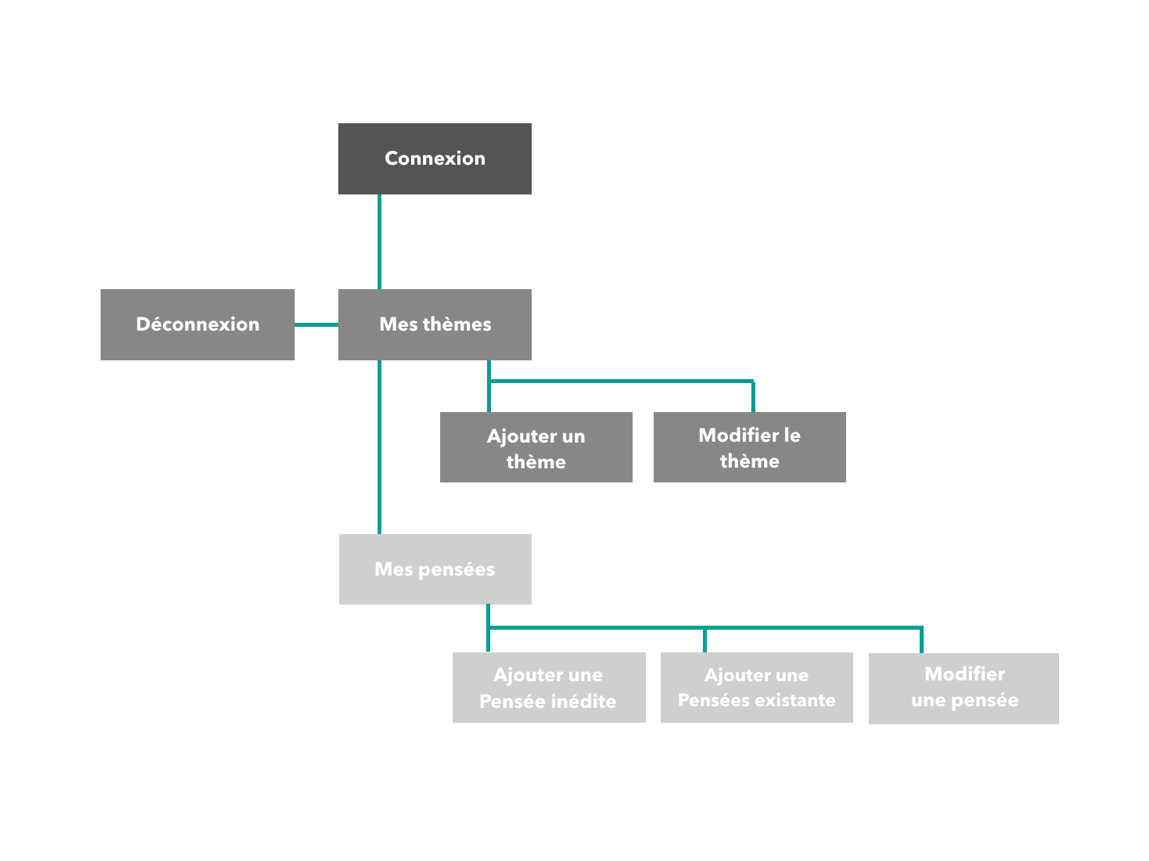 Connexion
Déconnexion
Mes thèmes
Ajouter un
thème
Modifier le
thème
Mes pensées
Ajouter une
Pensée inédite
Ajouter une
Pensées existante
Modifier
une pensée